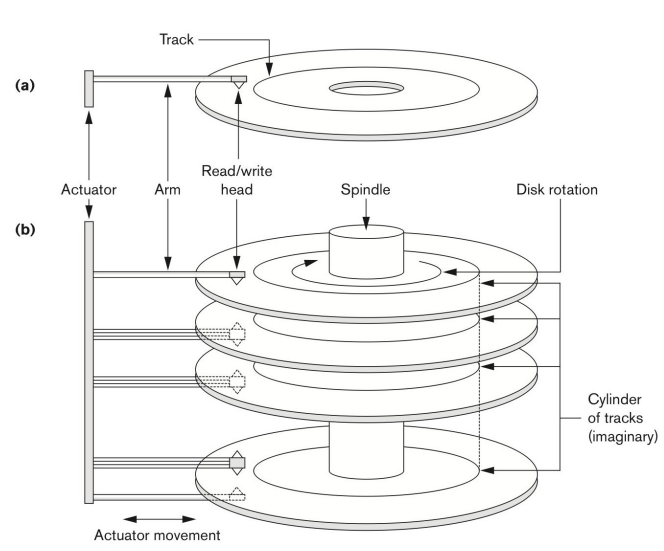 Track
(a)
Actuator
Arm
Read/write
head
Spindle
Disk rotation
(b)
Cylinder
of tracks
(imaginary)
Actuator movement